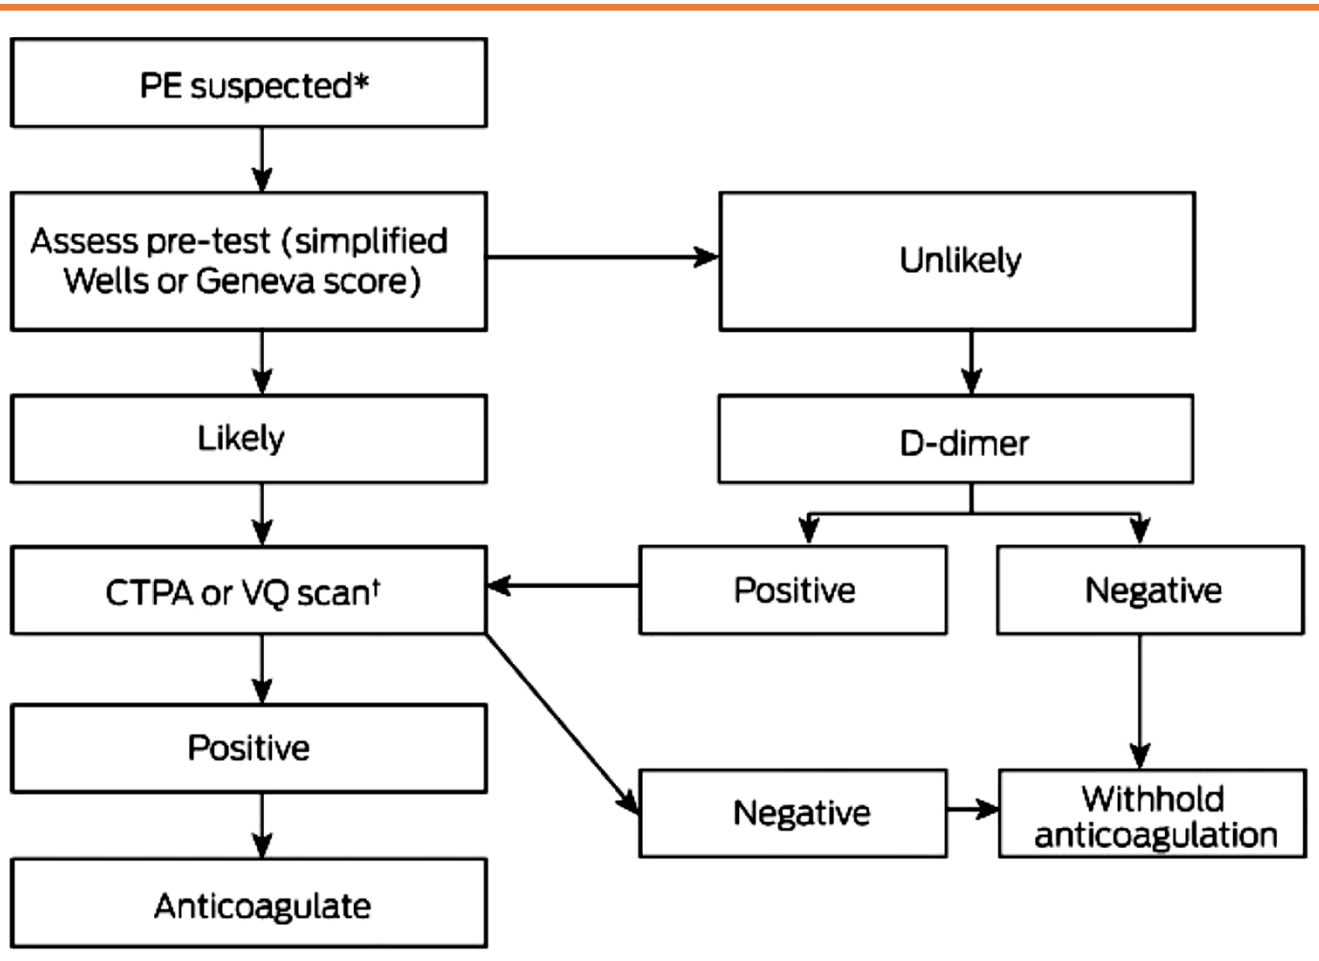 PE suspected*
Assess pre-test (simplified
Wells or Geneva score)
Unlikely
Likely
D-dimer
CTPA or VQ scan†
Positive
Negative
Positive
Negative
Withhold
anticoagulation
Anticoagulate